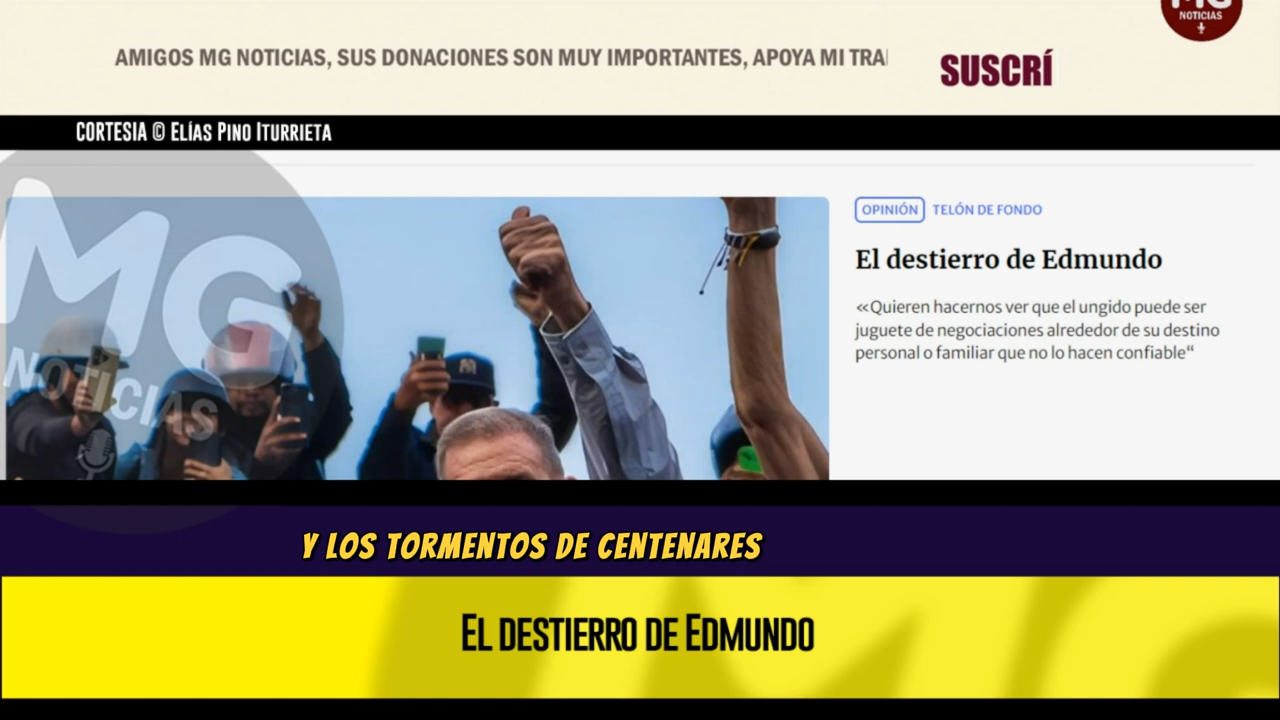 MG
NOTICIAS
AMIGOS MG NOTICIAS, SUS DONACIONES SON MUY IMPORTANTES, APOYA MI TRA
SUSCRÍ
CORTESIA © ELÍAS PINO ITURRIETA
MG
NOTICIAS
OPINIÓN TELÓN DE FONDO
El destierro de Edmundo
«Quieren hacernos ver que el ungido puede ser
juguete de negociaciones alrededor de su destino
personal o familiar que no lo hacen confiable“
Y LOS TORMENTOS DE CENTENARES
EL DESTIERRO DE EDMUNDO